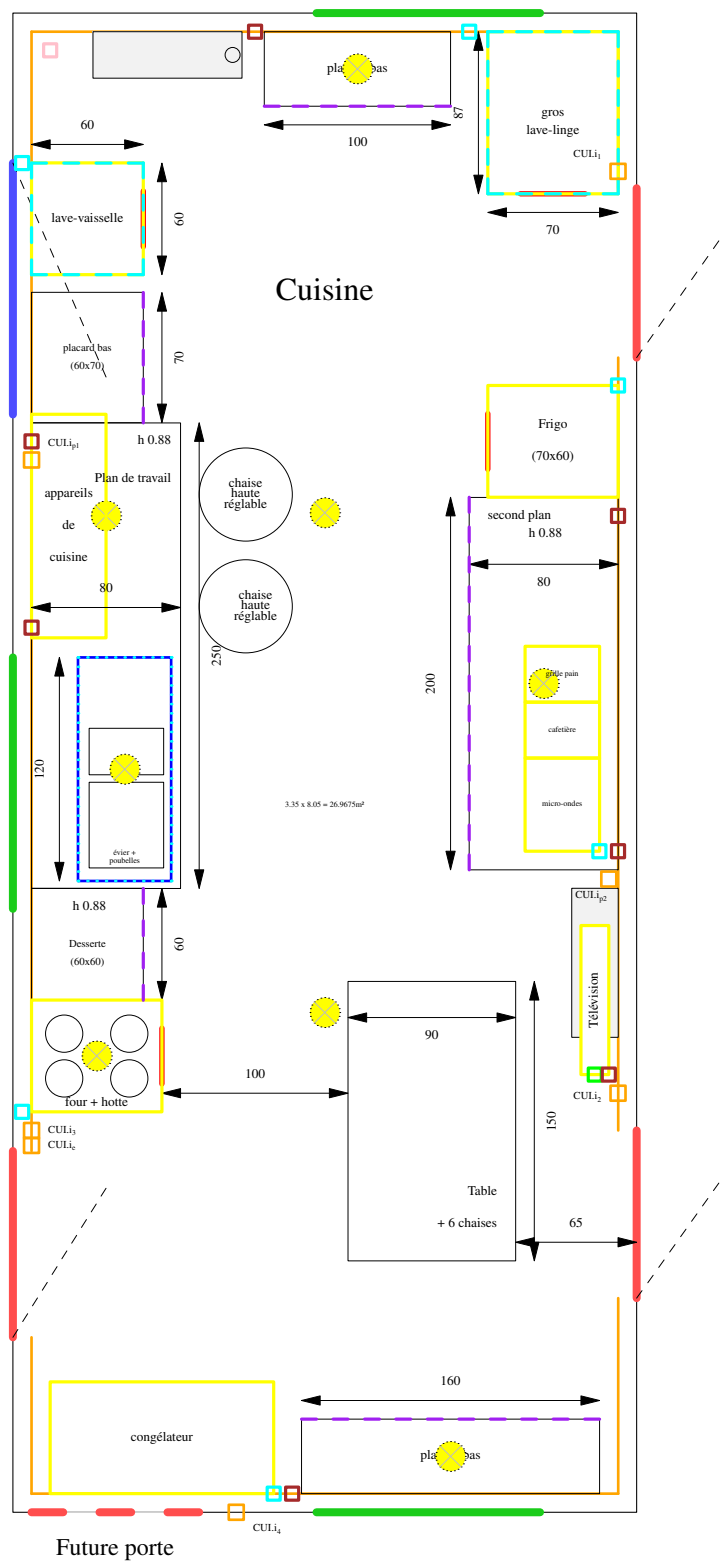 pla bas
60
100
87
gros
lave-linge
CULi1
lave-vaisselle
60
70
Cuisine
placard bas
(60x70)
70
Frigo
(70x60)
h 0.88
CULip1
Plan de travail
appareils
de
cuisine
chaise
haute
réglable
second plan
h 0.88
80
80
chaise
haute
réglable
250
200
grille pain
cafetière
micro-ondes
120
3.35 x 8.05 = 26.9675m²
évier +
poubelles
CULip2
h 0.88
Desserte
(60x60)
60
Télévision
90
100
four + hotte
CULi2
CULi3
CULie
150
Table
+ 6 chaises
65
160
congélateur
pla bas
CULi4
Future porte